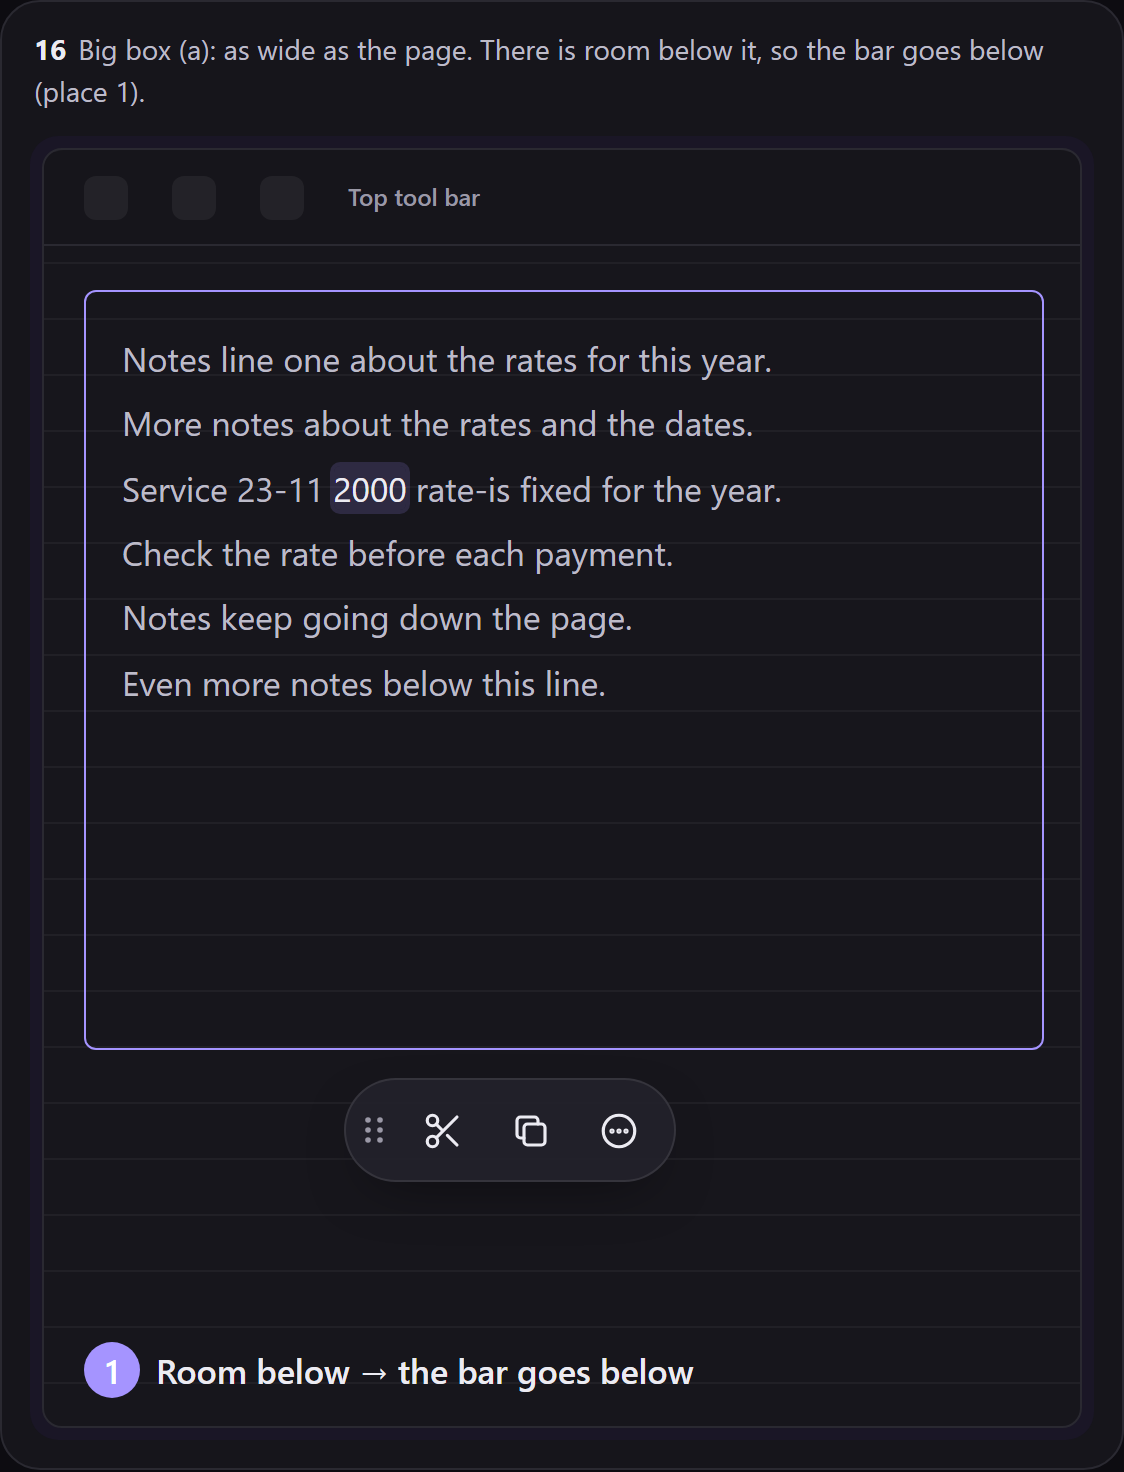 16 Big box (a): as wide as the page. There is room below it, so the bar goes below
(place 1).
Top tool bar
Notes line one about the rates for this year.
More notes about the rates and the dates.
Service 23-11 2000 rate-is fixed for the year.
Check the rate before each payment.
Notes keep going down the page.
Even more notes below this line.
1 Room below → the bar goes below